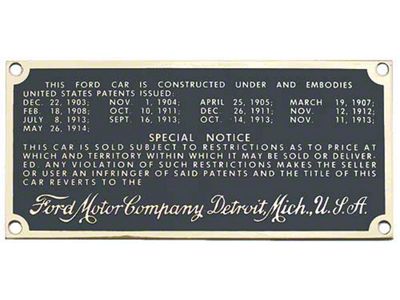 THIS FORD CAR IS CONSTRUCTED UNDER AND EMBODIES
UNITED STATES PATENTS ISSUED:
DEC. 22, 1903; NOV. 1, 1904; APRIL 25, 1905; MARCH 19, 1907;
FEB. 18, 1908; OCT. 10, 1911; DEC. 26, 1911; NOV. 12, 1912;
JULY 8, 1913; SEPT. 16, 1913; OCT. 14, 1913; NOV. 11, 1913;
MAY 26, 1914;
SPECIAL NOTICE
THIS CAR IS SOLD SUBJECT TO RESTRICTIONS AS TO PRICE AT
WHICH AND TERRITORY WITHIN WHICH IT MAY BE SOLD OR DELIVER-
ED. ANY VIOLATION OF SUCH RESTRICTIONS MAKES THE SELLER
OR USER AN INFRINGER OF SAID PATENTS AND THE TITLE OF THIS
CAR REVERTS TO THE
Ford Motor Company, Detroit, Mich., U.S.A.